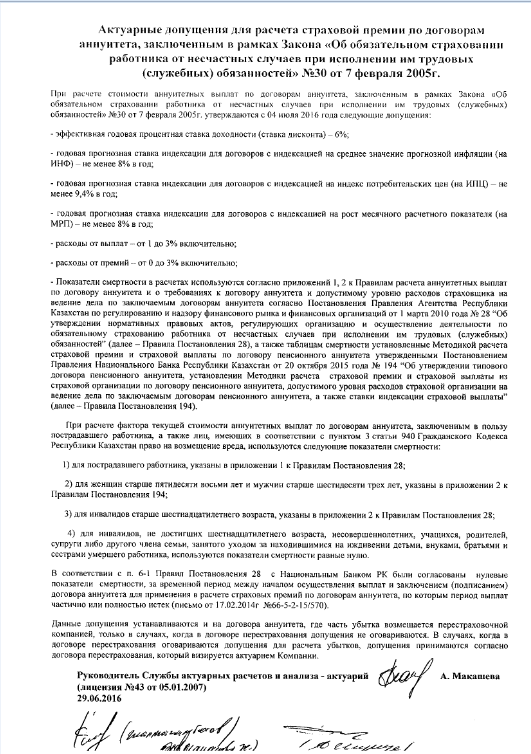 Актуарные допущения для расчета страховой премии по договорам
аннуитета, заключенным в рамках Закона «Об обязательном страховании
работника от несчастных случаев при исполнении им трудовых
(служебных) обязанностей» №30 от 7 февраля 2005г.
При расчете стоимости аннуитетных выплат по договорам аннуитета, заключенным в рамках Закона «Об
обязательном страховании работника от несчастных случаев при исполнении им трудовых (служебных)
обязанностей» №30 от 7 февраля 2005г. утверждаются с 04 июля 2016 года следующие допущения:
- эффективная годовая процентная ставка доходности (ставка дисконта) – 6%;
- годовая прогнозная ставка индексации для договоров с индексацией на среднее значение прогнозной инфляции (на
ИНФ) – не менее 8% в год;
- годовая прогнозная ставка индексации для договоров с индексацией на индекс потребительских цен (на ИПЦ) – не
менее 9,4% в год;
- годовая прогнозная ставка индексации для договоров с индексацией на рост месячного расчетного показателя (на
МРП) – не менее 8% в год;
- расходы от выплат – от 1 до 3% включительно;
- расходы от премий – от 0 до 3% включительно;
- Показатели смертности в расчетах используются согласно приложений 1, 2 к Правилам расчета аннуитетных выплат
по договору аннуитета и о требованиях к договору аннуитета и допустимому уровню расходов страховщика на
ведение дела по заключаемым договорам аннуитета согласно Постановления Правления Агентства Республики
Казахстан по регулированию и надзору финансового рынка и финансовых организаций от 1 марта 2010 года № 28 “Об
утверждении нормативных правовых актов, регулирующих организацию и осуществление деятельности по
обязательному страхованию работника от несчастных случаев при исполнении им трудовых (служебных)
обязанностей” (далее – Правила Постановления 28), а также таблицам смертности установленные Методикой расчета
страховой премии и страховой выплаты по договору пенсионного аннуитета утвержденными Постановлением
Правления Национального Банка Республики Казахстан от 20 октября 2015 года № 194 “Об утверждении типового
договора пенсионного аннуитета, установлении Методики расчета страховой премии и страховой выплаты из
страховой организации по договору пенсионного аннуитета, допустимого уровня расходов страховой организации на
ведение дела по заключаемым договорам пенсионного аннуитета, а также ставки индексации страховой выплаты”
(далее – Правила Постановления 194).
При расчете фактора текущей стоимости аннуитетных выплат по договорам аннуитета, заключенным в пользу
пострадавшего работника, а также лиц, имеющих в соответствии с пунктом 3 статьи 940 Гражданского Кодекса
Республики Казахстан право на возмещение вреда, используются следующие показатели смертности:
1) для пострадавшего работника, указаны в приложении 1 к Правилам Постановления 28;
2) для женщин старше пятидесяти восьми лет и мужчин старше шестидесяти трех лет, указаны в приложении 2 к
Правилам Постановления 194;
3) для инвалидов старше шестнадцатилетнего возраста, указаны в приложении 2 к Правилам Постановления 28;
4) для инвалидов, не достигших шестнадцатилетнего возраста, несовершеннолетних, учащихся, родителей,
супруги либо другого члена семьи, занятого уходом за находившимися на иждивении детьми, внуками, братьями и
сестрами умершего работника, используются показатели смертности равные нулю.
В соответствии с п. 6-1 Правил Постановления 28 с Национальным Банком РК были согласованы нулевые
показатели смертности, за временной период между началом осуществления выплат и заключением (подписанием)
договора аннуитета для применения в расчете страховых премий по договорам аннуитета, по которым период выплат
частично или полностью истек (письмо от 17.02.2014г №66-5-2-15/570).
Данные допущения устанавливаются и на договора аннуитета, где часть убытка возмещается перестраховочной
компанией, только в случаях, когда в договоре перестрахования допущения не оговариваются. В случаях, когда в
договоре перестрахования оговариваются допущения для расчета убытков, допущения принимаются согласно
договора перестрахования, который визируется актуарием Компании.
Руководитель Службы актуарных расчетов и анализа - актуарий
А. Макашева
(лицензия №43 от 05.01.2007)
29.06.2016